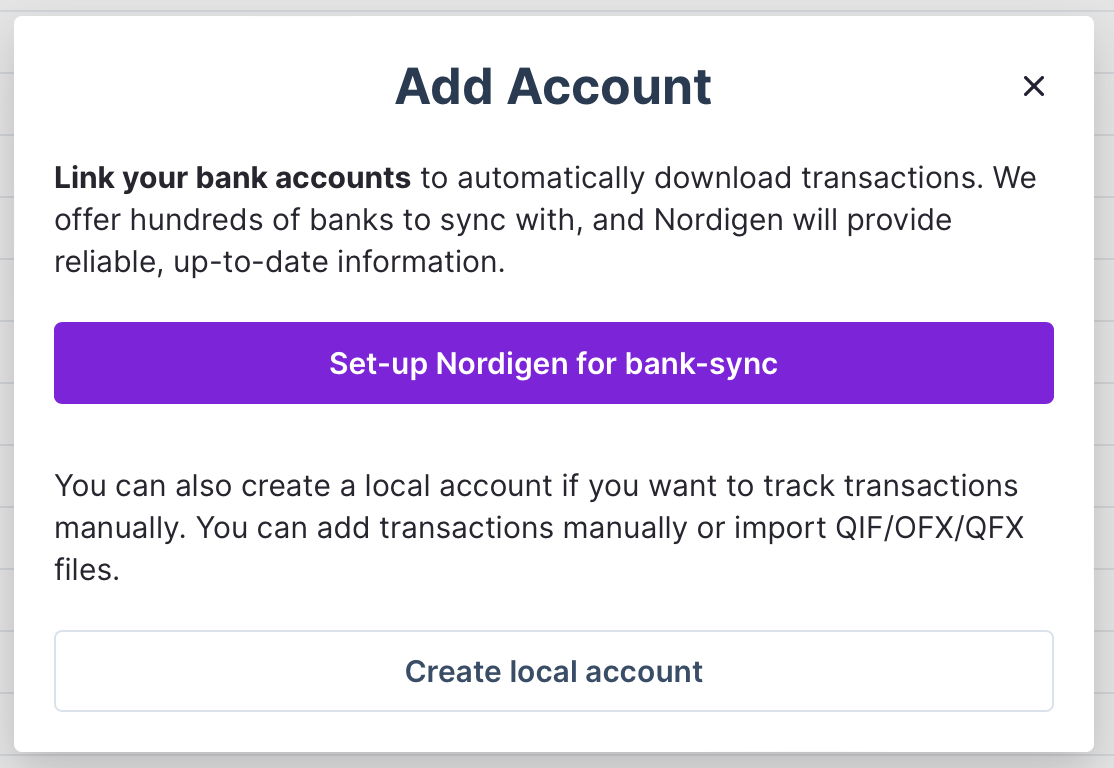 Add Account
Link your bank accounts to automatically download transactions. We
offer hundreds of banks to sync with, and Nordigen will provide
reliable, up-to-date information.
Set-up Nordigen for bank-sync
You can also create a local account if you want to track transactions
manually. You can add transactions manually or import QIF/OFX/QFX
files.
Create local account